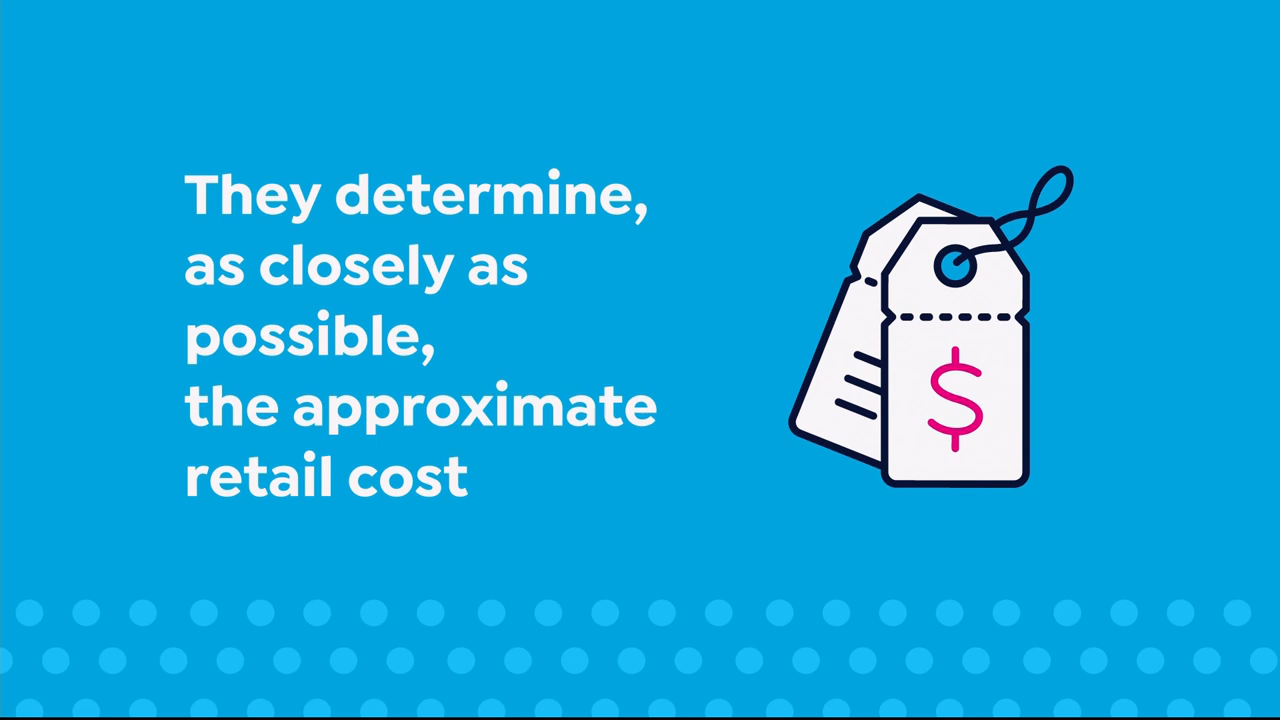 They determine,
as closely as
possible,
the approximate
retail cost
$